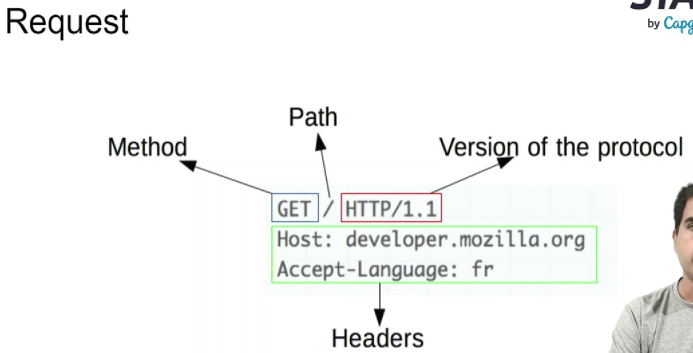 Request
by Capg
Path
Method
Version of the protocol
GET / HTTP/1.1
Host: developer.mozilla.org
Accept-Language: fr
Headers